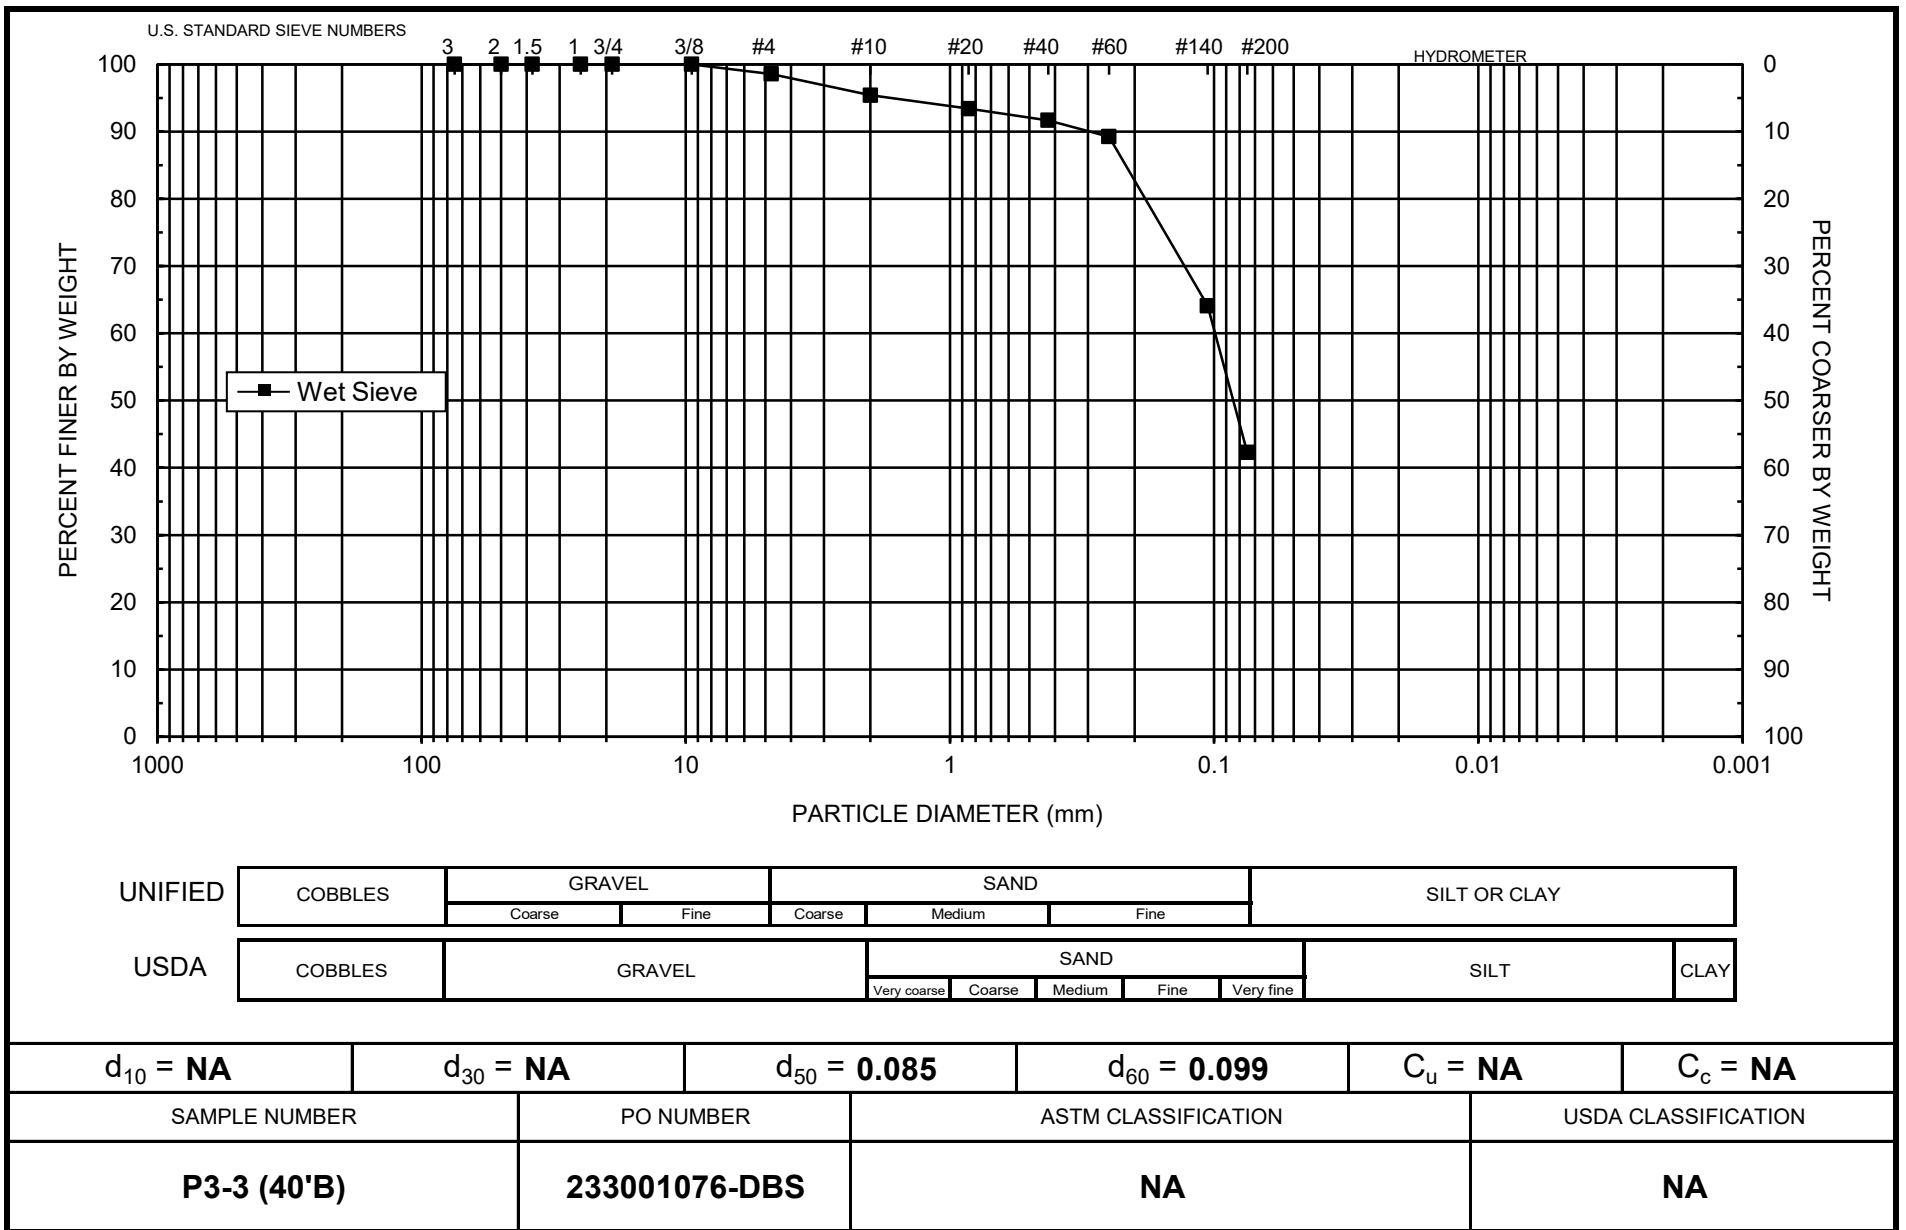 U.S. STANDARD SIEVE NUMBERS
3 2 1.5 1 3/4 3/8 #4 #10 #20 #40 #60 #140 #200
HYDROMETER
100 0
90 10
80 20
70 30
60 40
50 50
40 60
30 70
20 80
10 90
0 100
PERCENT FINER BY WEIGHT
PERCENT COARSER BY WEIGHT
Wet Sieve
1000 100 10 1 0.1 0.01 0.001
PARTICLE DIAMETER (mm)
UNIFIED
COBBLES GRAVEL SAND SILT OR CLAY
Coarse Fine Coarse Medium Fine
USDA
COBBLES GRAVEL SAND SILT CLAY
Very coarse Coarse Medium Fine Very fine
d10 = NA d30 = NA d50 = 0.085 d60 = 0.099 Cu = NA Cc = NA
SAMPLE NUMBER PO NUMBER ASTM CLASSIFICATION USDA CLASSIFICATION
P3-3 (40'B) 233001076-DBS NA NA